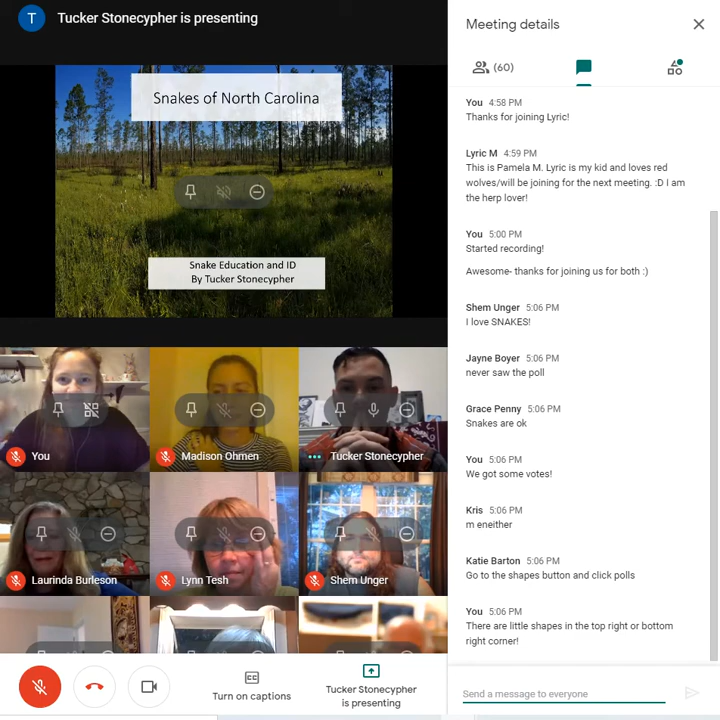 T Tucker Stonecypher is presenting
Snakes of North Carolina
Snake Education and ID
By Tucker Stonecypher
You
Madison Ohmen
Tucker Stonecypher
Laurinda Burleson
Lynn Tesh
Shem Unger
Turn on captions
Tucker Stonecypher
is presenting
Meeting details
(60)
You 4:58 PM
Thanks for joining Lyric!
Lyric M 4:59 PM
This is Pamela M. Lyric is my kid and loves red
wolves/will be joining for the next meeting. :D I am
the herp lover!
You 5:00 PM
Started recording!
Awesome- thanks for joining us for both :)
Shem Unger 5:06 PM
I love SNAKES!
Jayne Boyer 5:06 PM
never saw the poll
Grace Penny 5:06 PM
Snakes are ok
You 5:06 PM
We got some votes!
Kris 5:06 PM
m eneither
Katie Barton 5:06 PM
Go to the shapes button and click polls
You 5:06 PM
There are little shapes in the top right or bottom
right corner!
Send a message to everyone